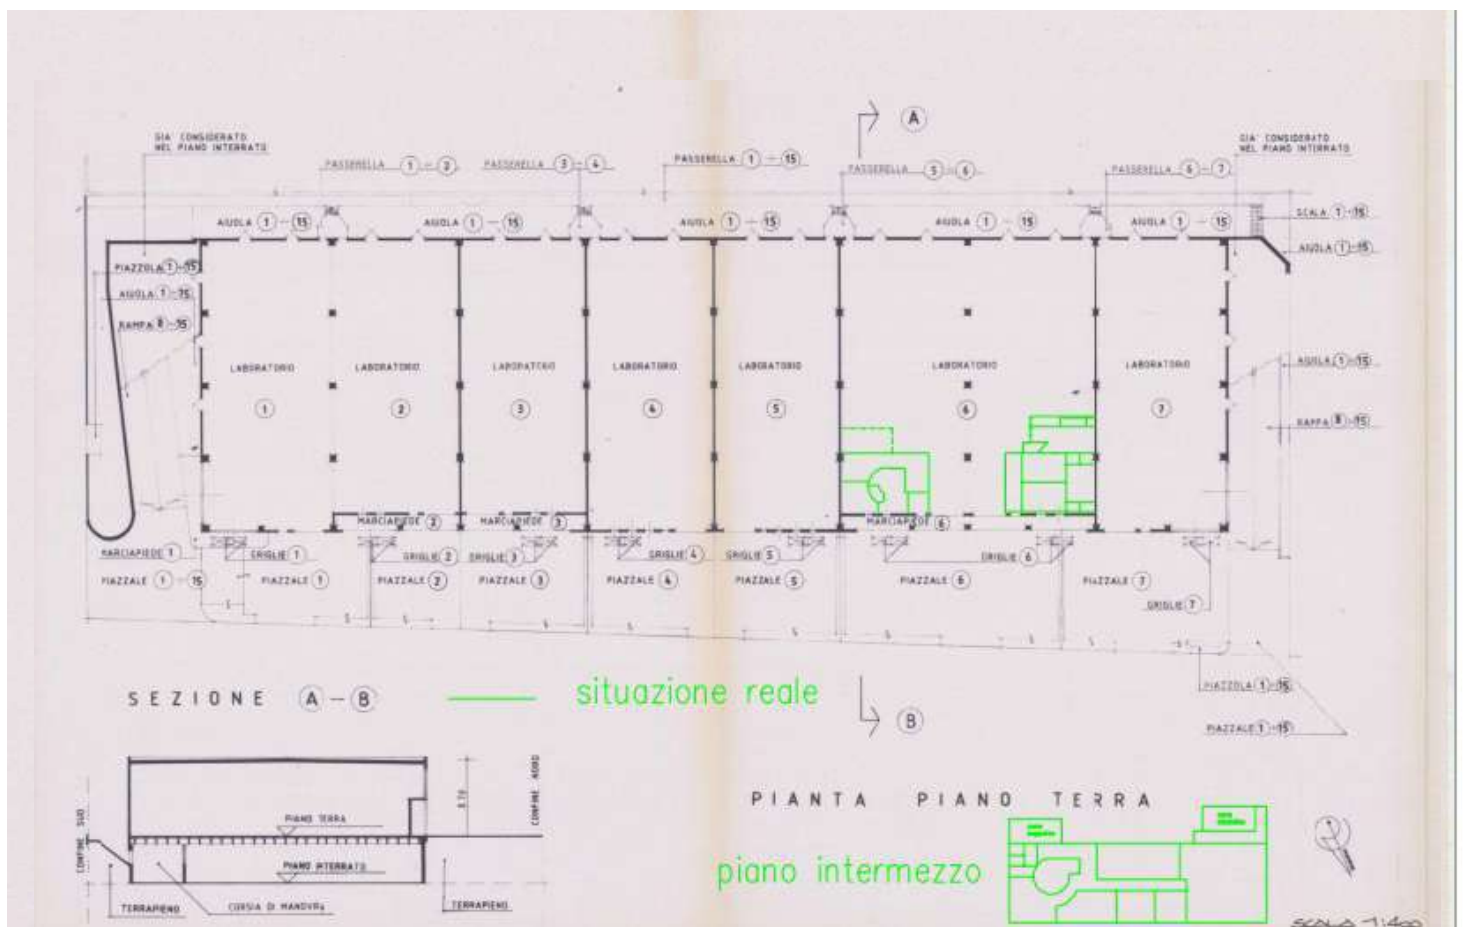 A
GIA' CONSIDERATO
NEL PIANO INTERRATO
PASSERELLA 1 - 2
PASSERELLA 3 - 4
PASSERELLA 1 - 15
PASSERELLA 5 - 6
PASSERELLA 6 - 7
GIA' CONSIDERATO
NEL PIANO INTERRATO
AIUOLA 1 - 15
AIUOLA 1 - 15
AIUOLA 1 - 15
AIUOLA 1 - 15
AIUOLA 1 - 15
SCALA 1-15
AIUOLA 1-15
PIAZZOLA 1-15
AIUOLA 1-15
RAMPA 8-15
LABORATORIO
LABORATORIO
LABORATORIO
LABORATORIO
LABORATORIO
LABORATORIO
LABORATORIO
AIUOLA 1-15
1
2
3
4
5
6
7
RAMPA 8-15
MARCIAPIEDE 2
MARCIAPIEDE 3
MARCIAPIEDE 6
MARCIAPIEDE 1
GRIGLIE 1
GRIGLIE 2
GRIGLIE 3
GRIGLIE 4
GRIGLIE 5
GRIGLIE 6
PIAZZALE 1 - 15
PIAZZALE 1
PIAZZALE 2
PIAZZALE 3
PIAZZALE 4
PIAZZALE 5
PIAZZALE 6
PIAZZALE 7
GRIGLIE 7
PIAZZOLA 1-15
PIAZZALE 1-15
SEZIONE A - B
situazione reale
B
CONFINE SUD
PIANO TERRA
PIANO INTERRATO
CONFINE NORD
TERRAPIENO
CORSIA DI MANOVRA
TERRAPIENO
PIANTA PIANO TERRA
piano intermezzo
SCALA 1:400